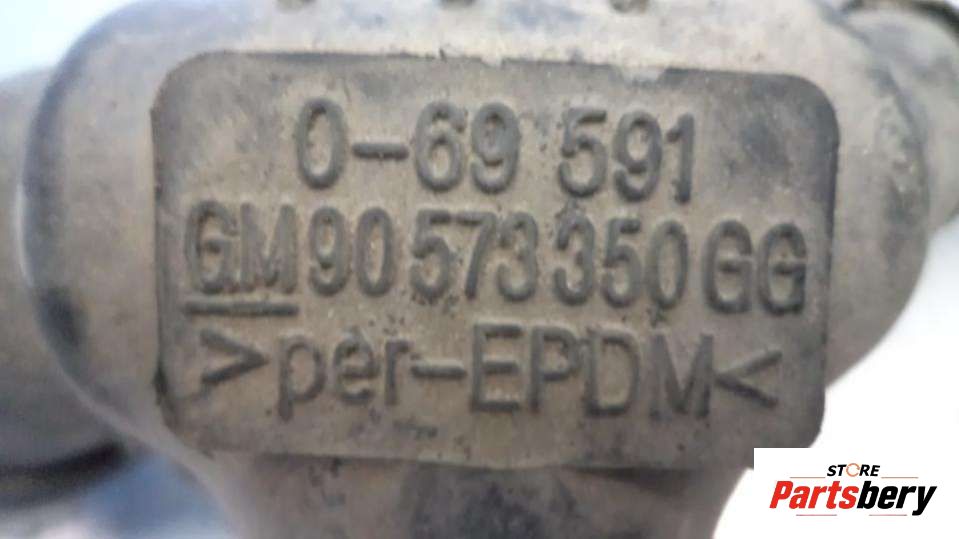 0-69 591
GM 90 573 350 GG
>per-EPDM<
STORE
Partsbery